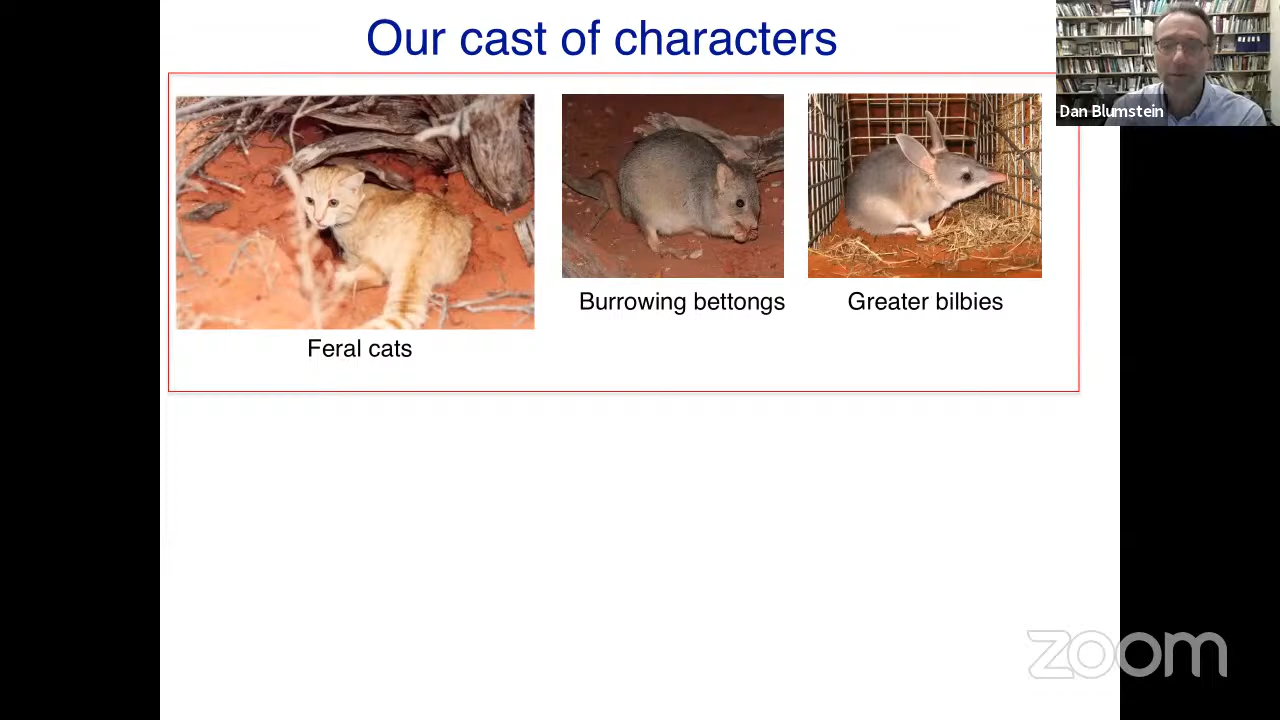 Our cast of characters
Dan Blumstein
Burrowing bettongs
Greater bilbies
Feral cats
zoom